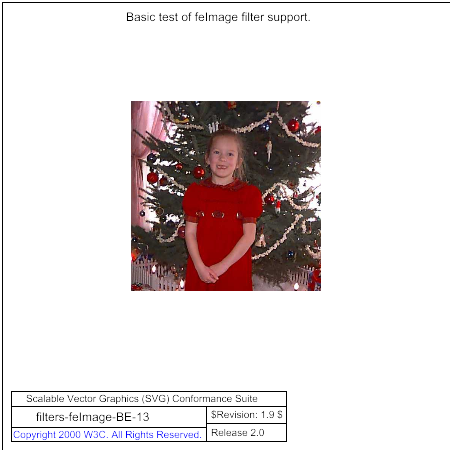 Basic test of feImage filter support.
Scalable Vector Graphics (SVG) Conformance Suite
filters-feImage-BE-13
$Revision: 1.9 $
Copyright 2000 W3C. All Rights Reserved.
Release 2.0